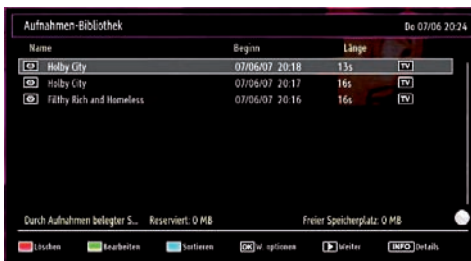 Aufnahmen-Bibliothek Do 07/06 20:24
Name Beginn Länge
Holby City 07/06/07 20:18 13s TV
Holby City 07/06/07 20:17 16s TV
Filthy Rich and Homeless 07/06/07 20:16 16s TV
Durch Aufnahmen belegter S... Reserviert: 0 MB Freier Speicherplatz: 0 MB
Löschen Bearbeiten Sortieren OK W. optionen Weiter INFO Details